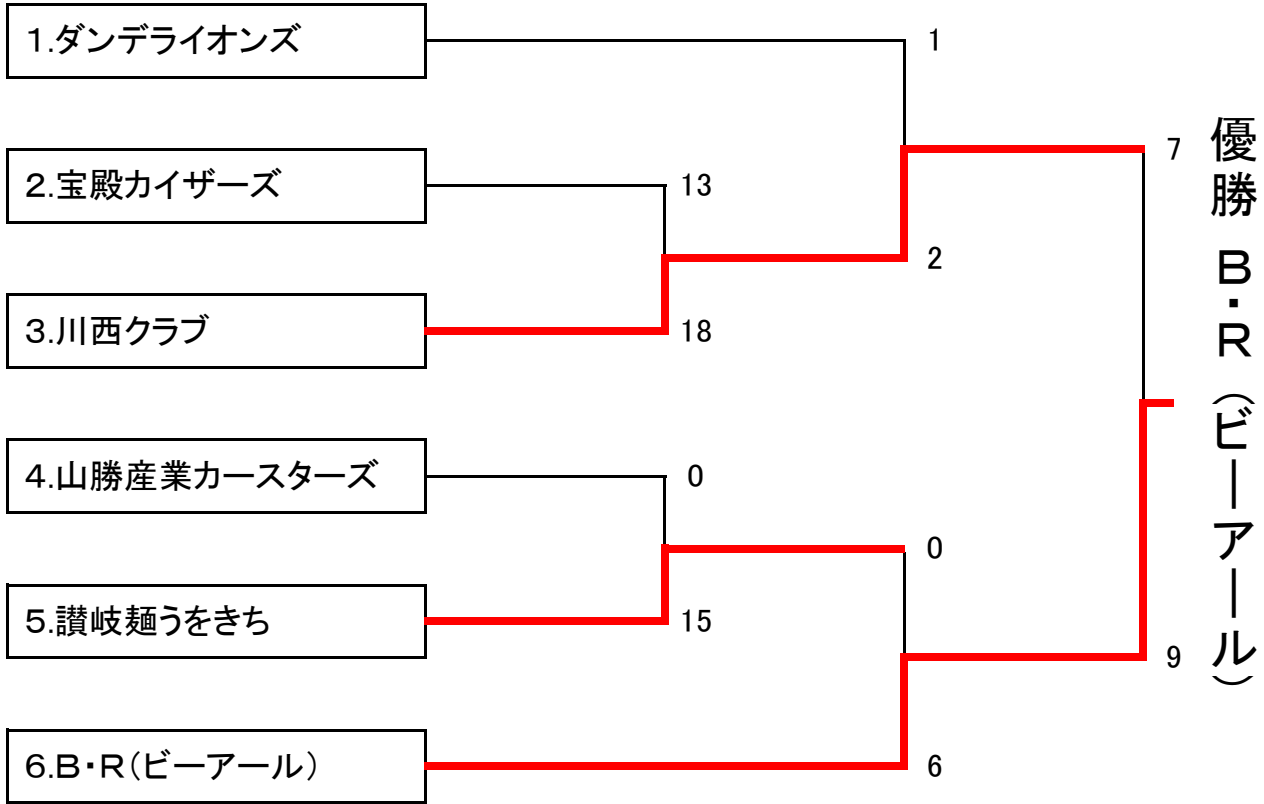 1.ダンデライオンズ
1
7
2.宝殿カイザーズ
13
2
3.川西クラブ
18
4.山勝産業カースターズ
0
0
5.讃岐麺うをきち
15
9
6.B・R(ビーアール)
6
優勝 B・R(ビーアール)